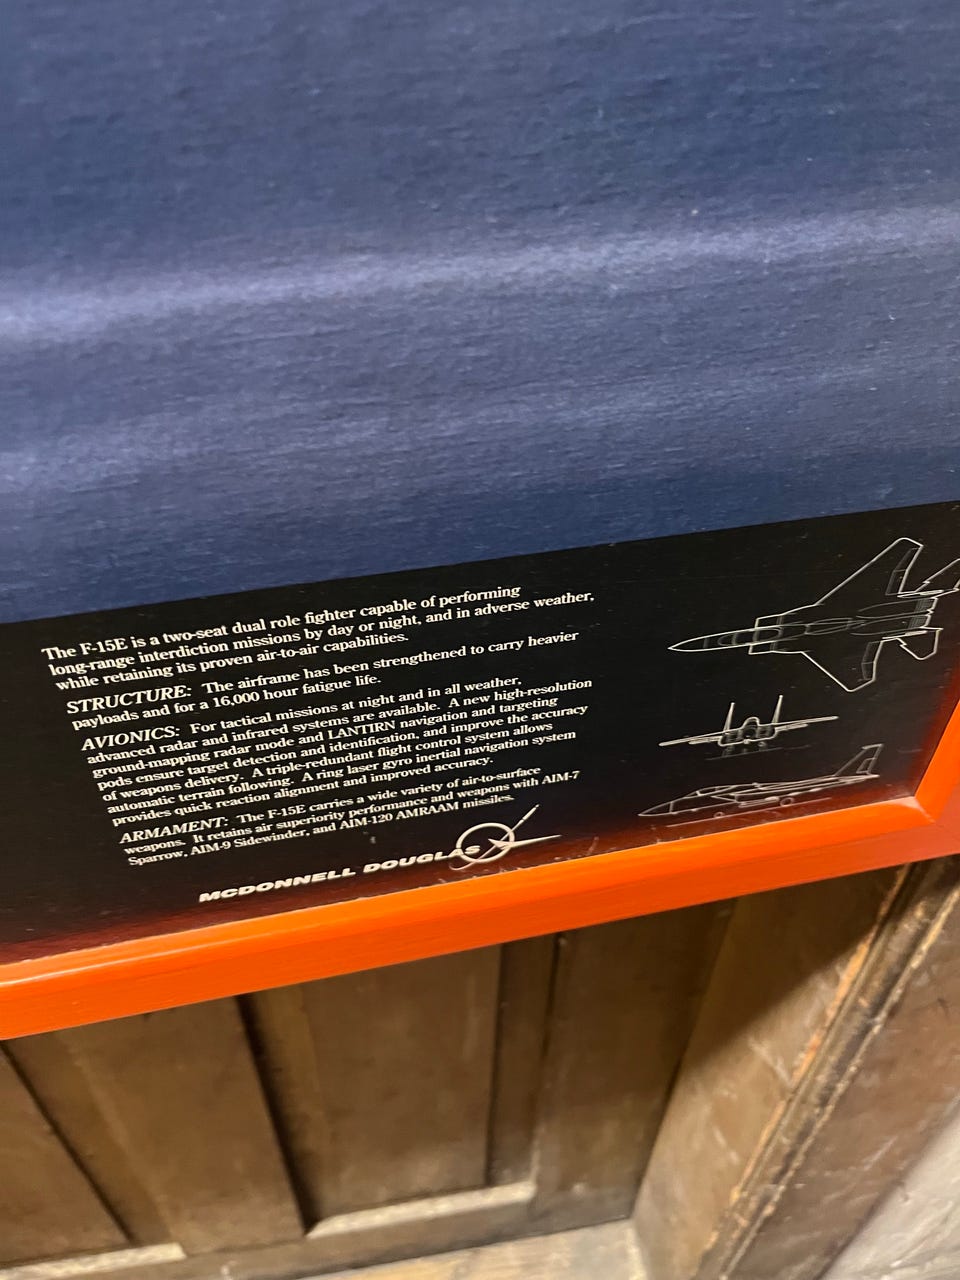 The F-15E is a two-seat dual role fighter capable of performing
long-range interdiction missions by day or night, and in adverse weather,
while retaining its proven air-to-air capabilities.
STRUCTURE: The airframe has been strengthened to carry heavier
payloads and for a 16,000 hour fatigue life.
AVIONICS: For tactical missions at night and in all weather,
advanced radar and infrared systems are available. A new high-resolution
ground-mapping radar mode and LANTIRN navigation and targeting
pods ensure target detection and identification, and improve the accuracy
of weapons delivery. A triple-redundant flight control system allows
automatic terrain following. A ring laser gyro inertial navigation system
provides quick reaction alignment and improved accuracy.
ARMAMENT: The F-15E carries a wide variety of air-to-surface
weapons. It retains air superiority performance and weapons with AIM-7
Sparrow, AIM-9 Sidewinder, and AIM-120 AMRAAM missiles.
MCDONNELL DOUGLAS